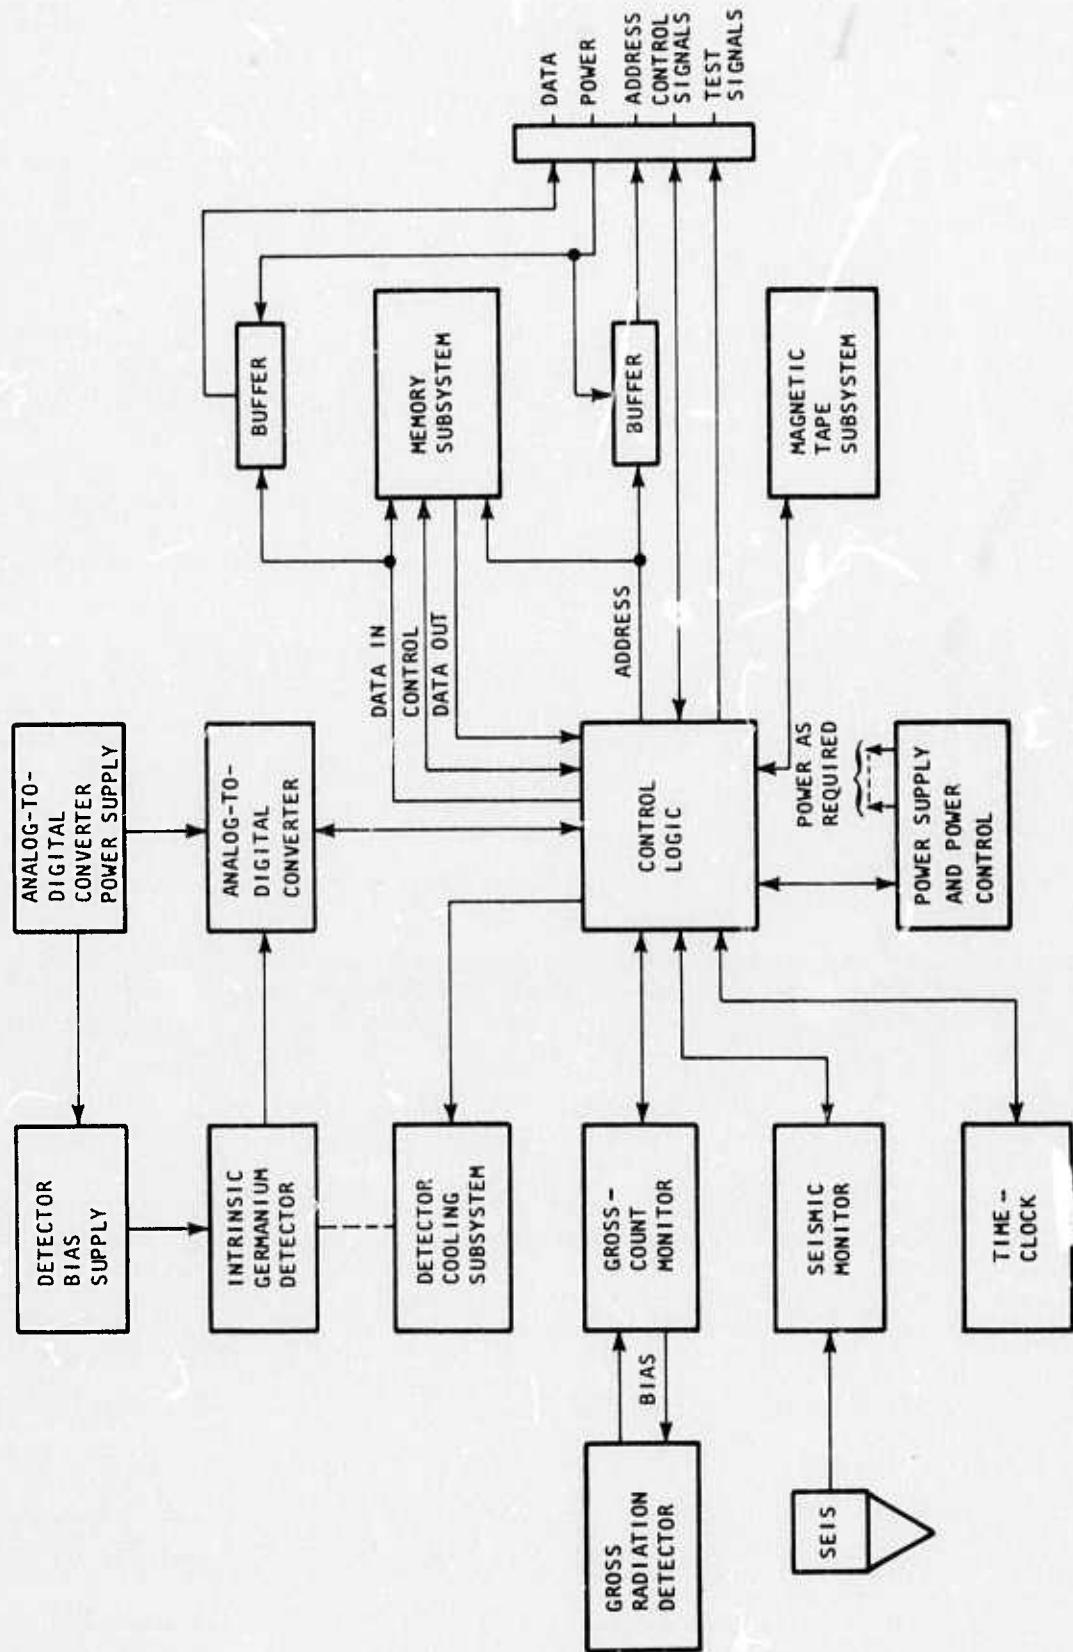 DETECTOR
BIAS
SUPPLY
ANALOG-TO-
DIGITAL
CONVERTER
POWER SUPPLY
INTRINSIC
GERMANIUM
DETECTOR
ANALOG-TO-
DIGITAL
CONVERTER
BUFFER
DETECTOR
COOLING
SUBSYSTEM
DATA IN
CONTROL
DATA OUT
MEMORY
SUBSYSTEM
GROSS
RADIATION
DETECTOR
BIAS
GROSS-
COUNT
MONITOR
CONTROL
LOGIC
ADDRESS
BUFFER
DATA
POWER
ADDRESS
CONTROL
SIGNALS
TEST
SIGNALS
SEIS
SEISMIC
MONITOR
POWER AS
REQUIRED
MAGNETIC
TAPE
SUBSYSTEM
TIME-
CLOCK
POWER SUPPLY
AND POWER
CONTROL